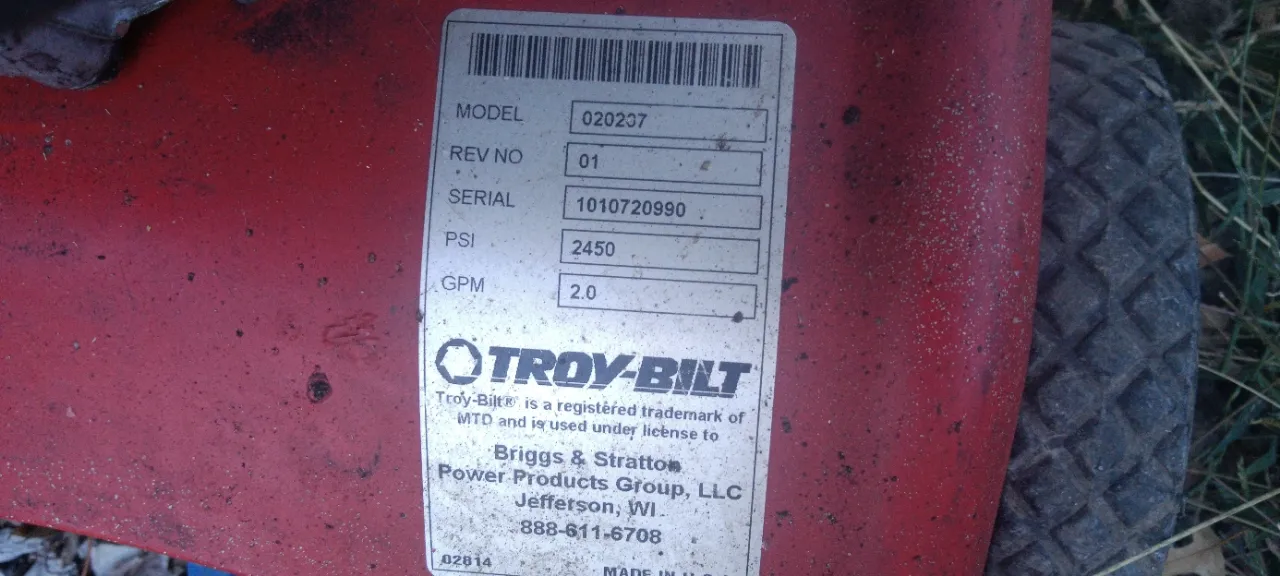 MODEL 020207
REV NO 01
SERIAL 1010720990
PSI 2450
GPM 2.0
TROY-BILT
Troy-Bilt® is a registered trademark of
MTD and is used under license to
Briggs & Stratton
Power Products Group, LLC
Jefferson, WI
888-611-6708
02814 MADE IN U.S.A.